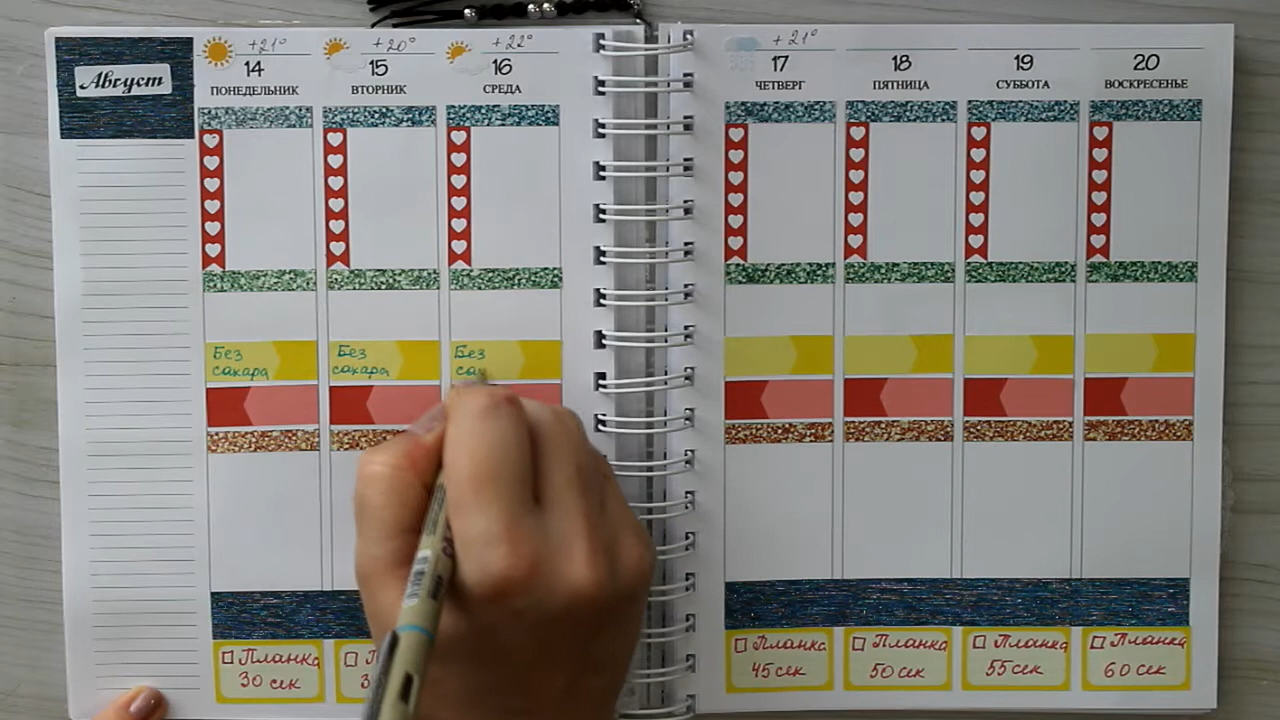 Август
+21°
14
ПОНЕДЕЛЬНИК
Без
сахара
Планка
30 сек
+20°
15
ВТОРНИК
Без
сахара
+22°
16
СРЕДА
Без
+21°
17
ЧЕТВЕРГ
Планка
45 сек
18
ПЯТНИЦА
Планка
50 сек
19
СУББОТА
Планка
55 сек
20
ВОСКРЕСЕНЬЕ
Планка
60 сек